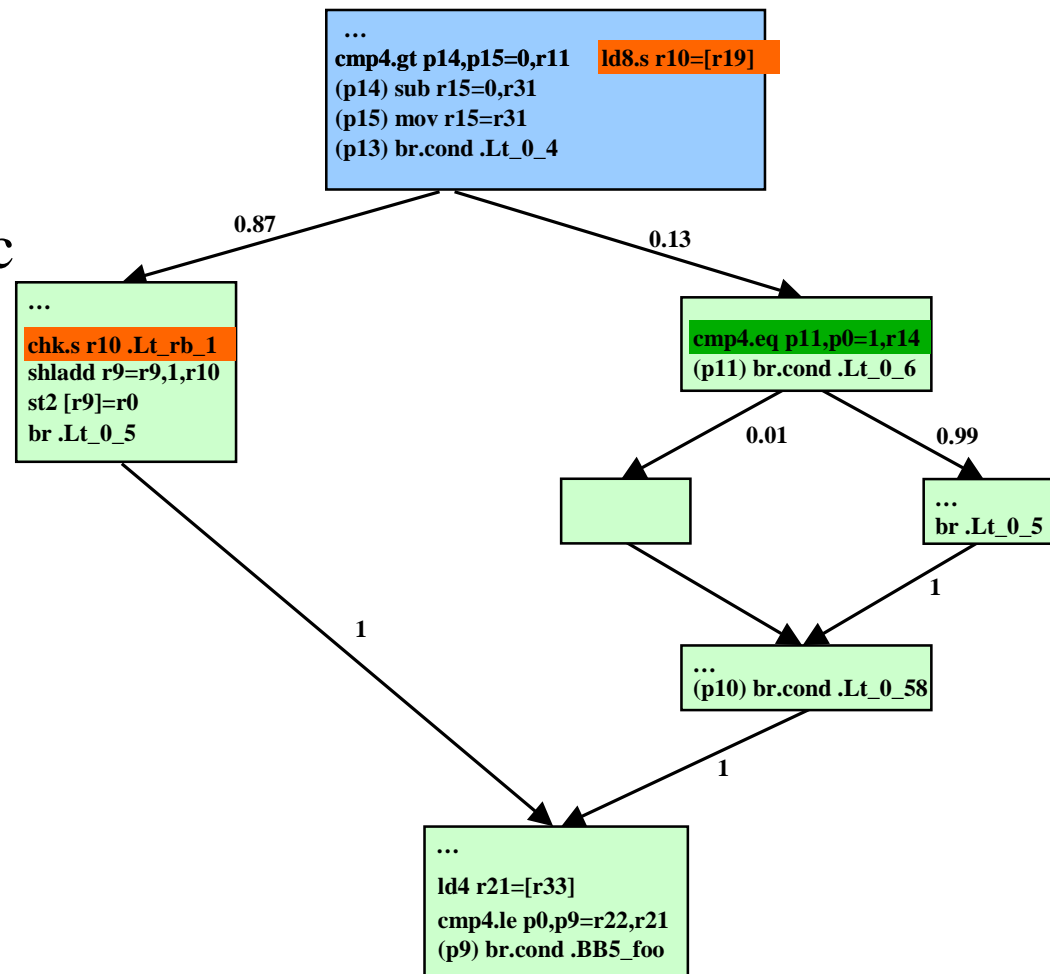 …
cmp4.gt p14,p15=0,r11 ld8.s r10=[r19]
(p14) sub r15=0,r31
(p15) mov r15=r31
(p13) br.cond .Lt_0_4
0.87
0.13
c
…
chk.s r10 .Lt_rb_1
shladd r9=r9,1,r10
st2 [r9]=r0
br .Lt_0_5
cmp4.eq p11,p0=1,r14
(p11) br.cond .Lt_0_6
0.01
0.99
…
br .Lt_0_5
1
1
…
(p10) br.cond .Lt_0_58
1
…
ld4 r21=[r33]
cmp4.le p0,p9=r22,r21
(p9) br.cond .BB5_foo